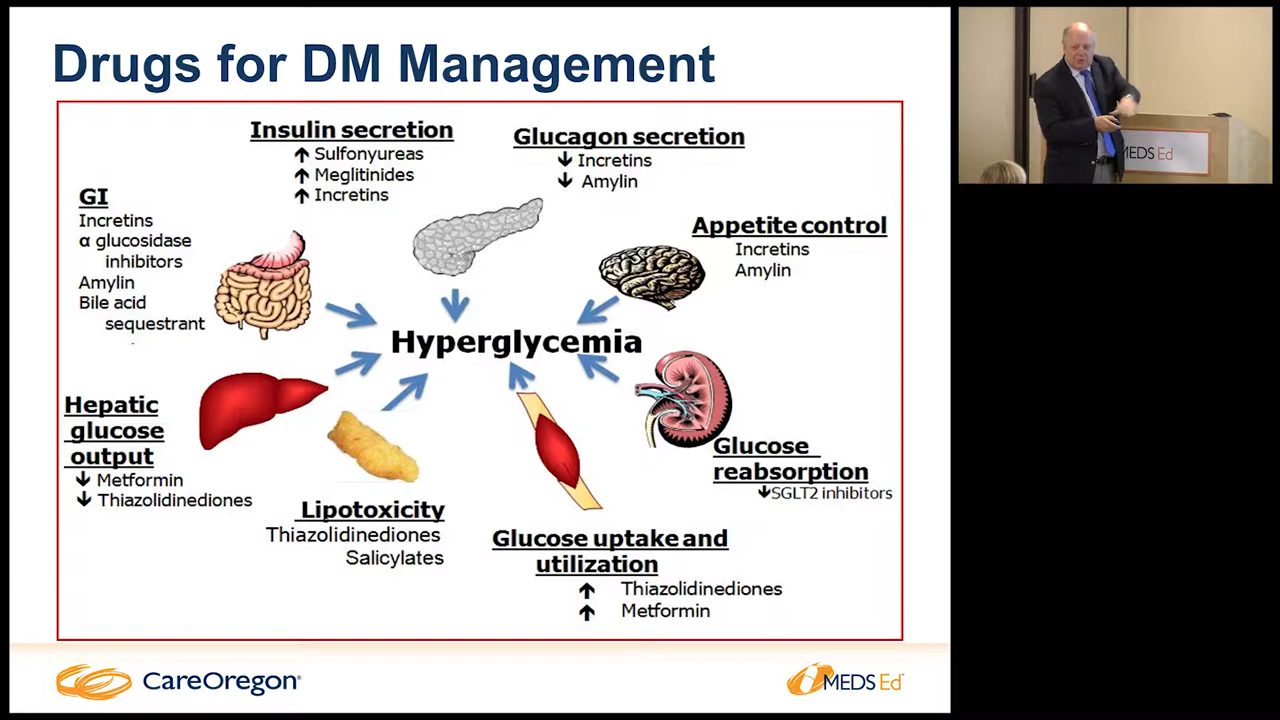 Drugs for DM Management
Insulin secretion
↑ Sulfonyureas
↑ Meglitinides
↑ Incretins
Glucagon secretion
↓ Incretins
↓ Amylin
GI
Incretins
α glucosidase
inhibitors
Amylin
Bile acid
sequestrant
Appetite control
Incretins
Amylin
Hyperglycemia
Hepatic
glucose
output
↓ Metformin
↓ Thiazolidinediones
Lipotoxicity
Thiazolidinediones
Salicylates
Glucose uptake and
utilization
↑ Thiazolidinediones
↑ Metformin
Glucose
reabsorption
↓SGLT2 inhibitors
CareOregon®
MEDS Ed
MEDS Ed